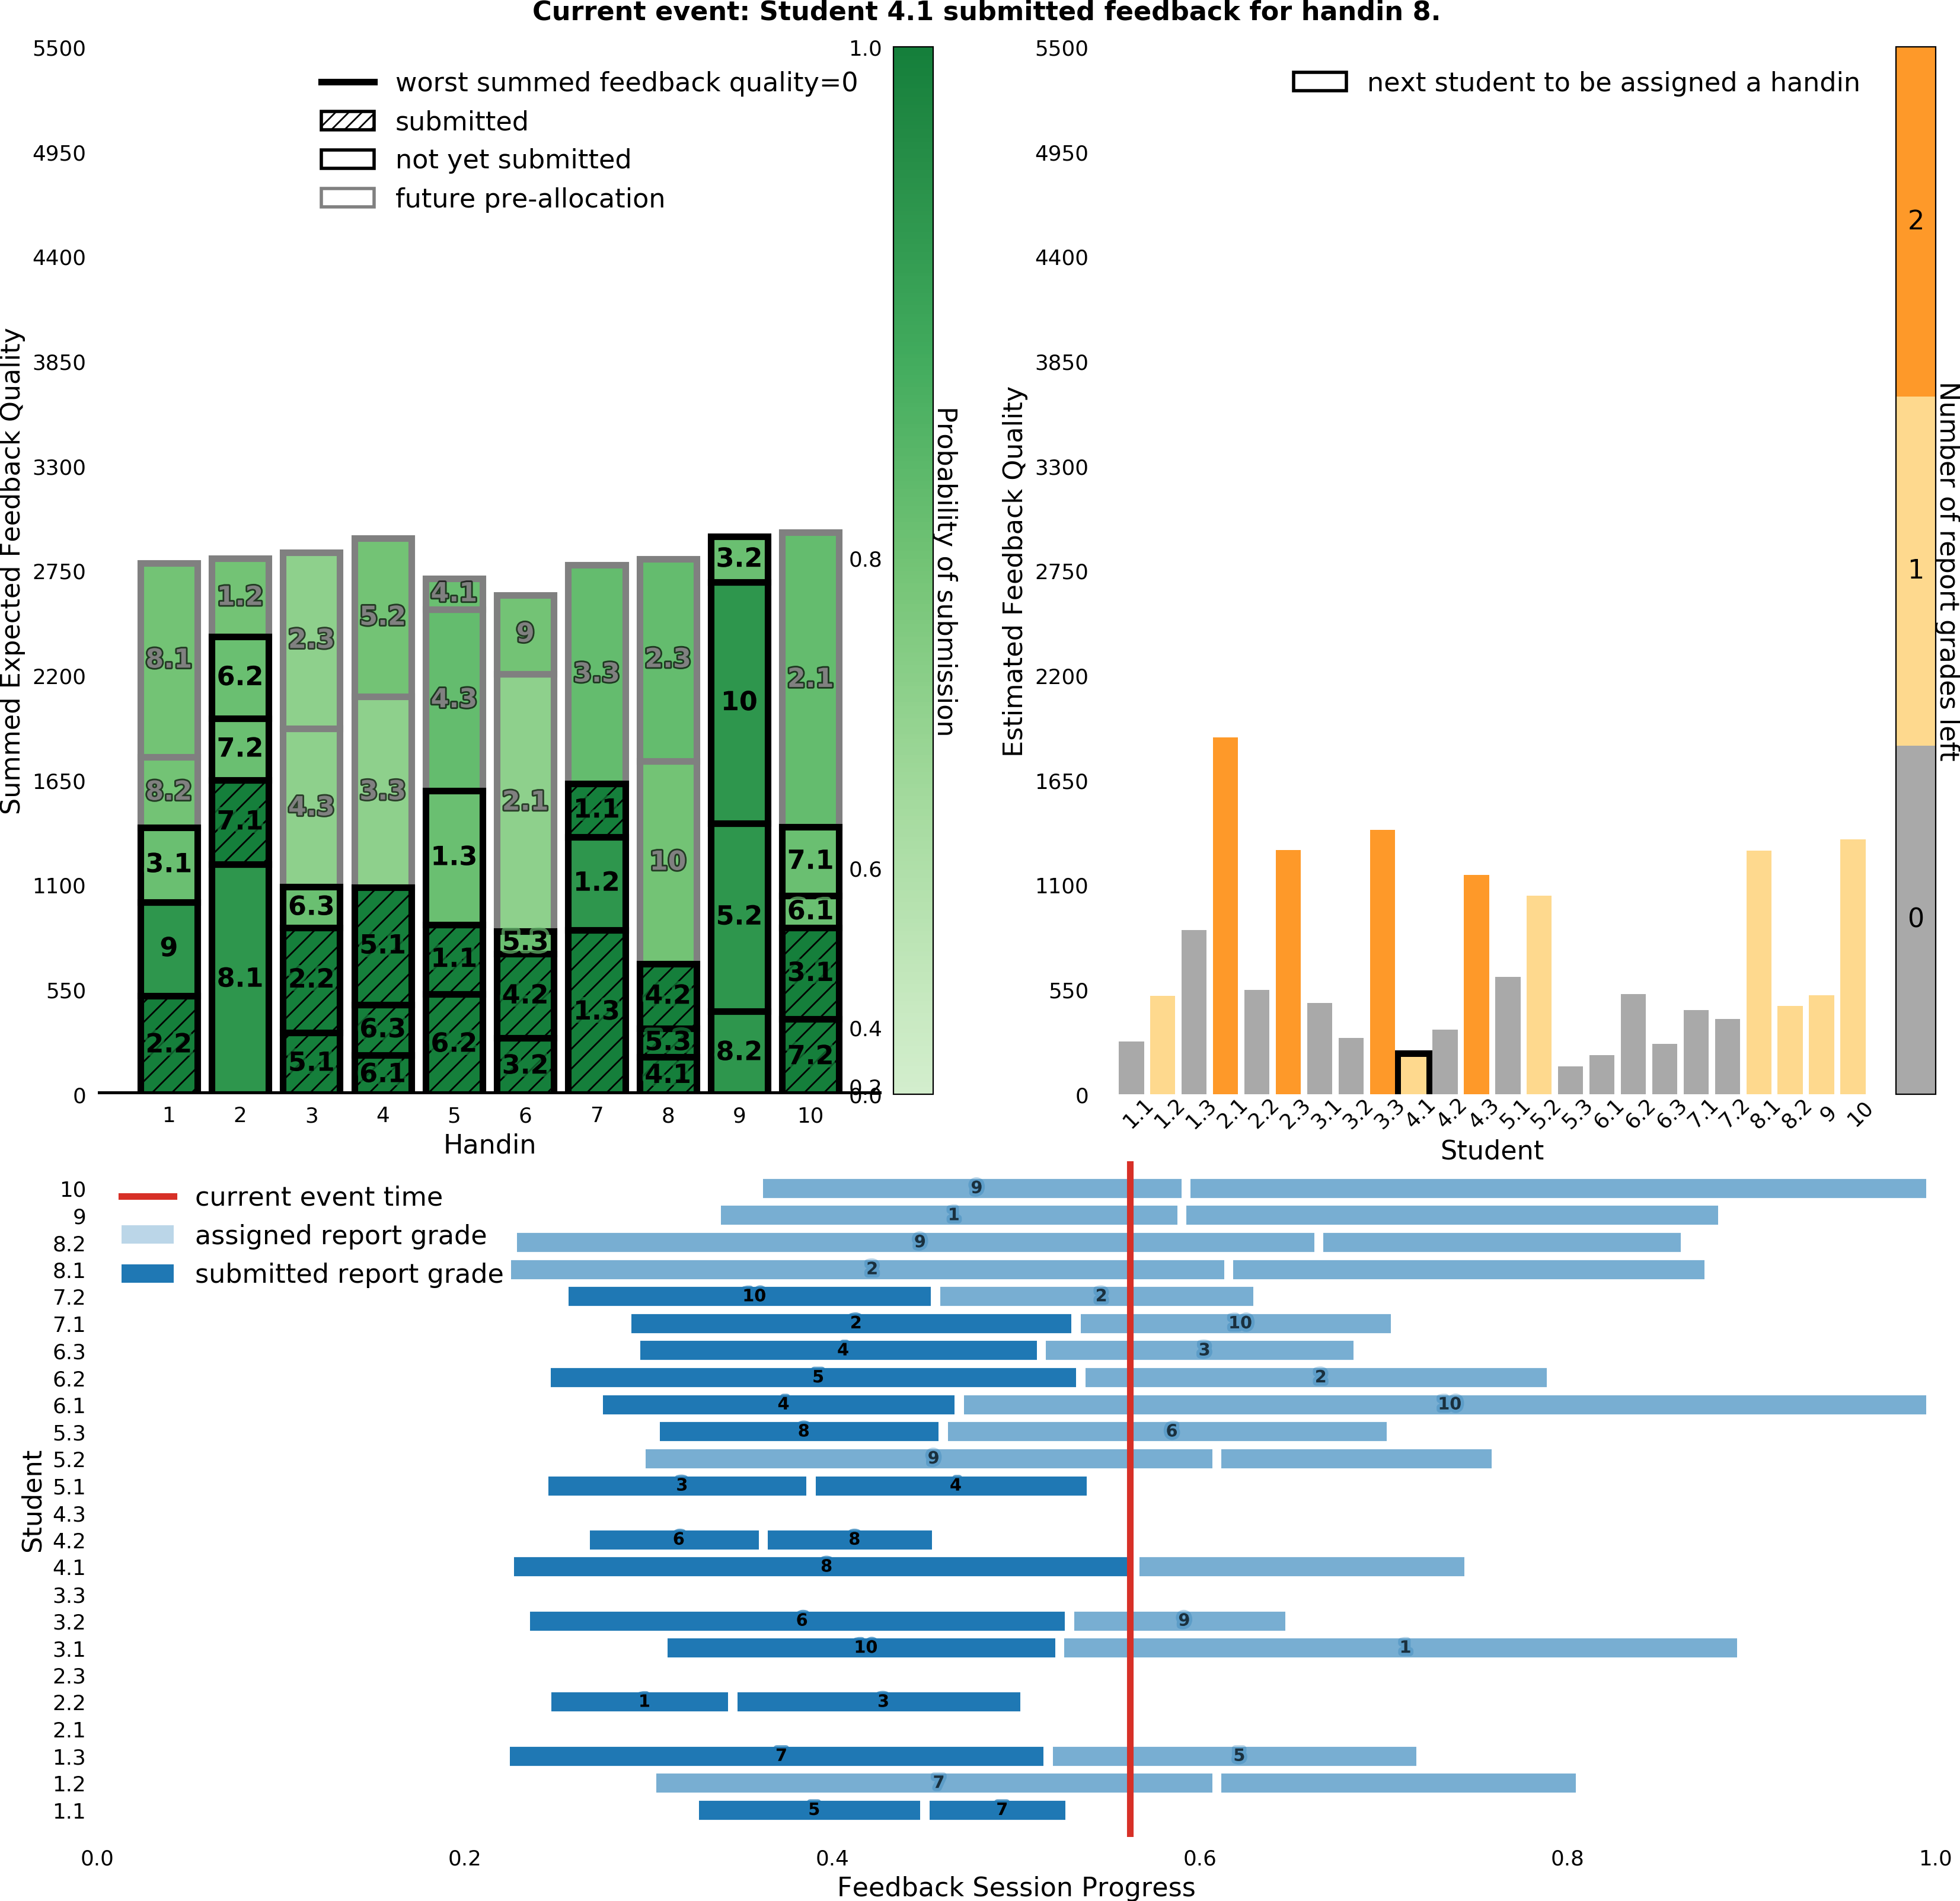 Current event: Student 4.1 submitted feedback for handin 8.
5500
4950
4400
3850
3300
2750
2200
1650
1100
550
0
Summed Expected Feedback Quality
worst summed feedback quality=0
submitted
not yet submitted
future pre-allocation
8.1
8.2
3.1
9
2.2
1.2
6.2
7.2
7.1
8.1
2.3
4.3
6.3
2.2
5.1
5.2
3.3
5.1
6.3
6.1
4.1
4.3
1.3
1.1
6.2
9
2.1
5.3
4.2
3.2
3.3
1.1
1.2
1.3
2.3
10
4.2
5.3
4.1
3.2
10
5.2
8.2
2.1
7.1
6.1
3.1
7.2
1 2 3 4 5 6 7 8 9 10
Handin
1.0
0.8
0.6
0.4
0.2
0.0
Probability of submission
5500
4950
4400
3850
3300
2750
2200
1650
1100
550
0
Estimated Feedback Quality
next student to be assigned a handin
1.1 1.2 1.3 2.1 2.2 2.3 3.1 3.2 3.3 4.1 4.2 4.3 5.1 5.2 5.3 6.1 6.2 6.3 7.1 7.2 8.1 8.2 9 10
Student
2
1
0
Number of report grades left
current event time
assigned report grade
submitted report grade
Student
10 9
9 1
8.2 9
8.1 2
7.2 10 2
7.1 2 10
6.3 4 3
6.2 5 2
6.1 4 10
5.3 8 6
5.2 9
5.1 3 4
4.3
4.2 6 8
4.1 8
3.3
3.2 6 9
3.1 10 1
2.3
2.2 1 3
2.1
1.3 7 5
1.2 7
1.1 5 7
0.0 0.2 0.4 0.6 0.8 1.0
Feedback Session Progress